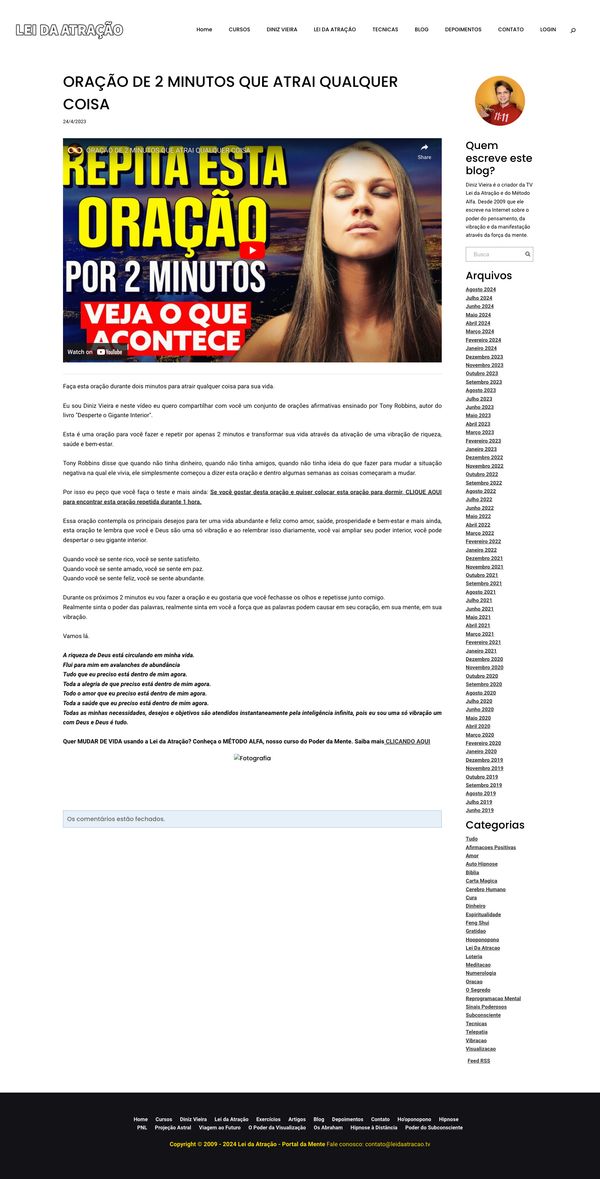 LEI DA ATRAÇÃO
Home CURSOS DINIZ VIEIRA LEI DA ATRAÇÃO TECNICAS BLOG DEPOIMENTOS CONTATO LOGIN
ORAÇÃO DE 2 MINUTOS QUE ATRAI QUALQUER
COISA
24/4/2023
ORAÇÃO DE 2 MINUTOS QUE ATRAI QUALQUER COISA
Share
REPITA ESTA
ORAÇÃO
POR 2 MINUTOS
VEJA O QUE
ACONTECE
Watch on YouTube
Faça esta oração durante dois minutos para atrair qualquer coisa para sua vida
Eu sou Diniz Vieira e neste vídeo eu quero compartilhar com você um conjunto de orações afirmativas ensinado por Tony Robbins, autor do
livro "Desperte o Gigante Interior".
Esta é uma oração para você fazer e repetir por apenas 2 minutos e transformar sua vida através da ativação de uma vibração de riqueza,
saúde e bem-estar.
Tony Robbins disse que quando não tinha dinheiro, quando não tinha amigos, quando não tinha ideia do que fazer para mudar a situação
negativa na qual ele vivia, ele simplesmente começou a dizer esta oração e dentro algumas semanas as coisas começaram a mudar.
Por isso eu peço que você faça o teste e mais ainda: Se você gostar desta oração e quiser colocar esta oração para dormir, CLIQUE AQUI
para encontrar esta oração repetida durante 1 hora.
Essa oração contempla os principais desejos para ter uma vida abundante e feliz como amor, saúde, prosperidade e bem-estar e mais ainda,
esta oração te lembra que você e Deus são uma só vibração e ao relembrar isso diariamente, você vai ampliar seu poder interior, você pode
despertar o seu gigante interior.
Quando você se sente rico, você se sente satisfeito.
Quando você se sente amado, você se sente em paz.
Quando você se sente feliz, você se sente abundante.
Durante os próximos 2 minutos eu vou fazer a oração e eu gostaria que você fechasse os olhos e repetisse junto comigo.
Realmente sinta o poder das palavras, realmente sinta em você a força que as palavras podem causar em seu coração, em sua mente, em sua
vibração.
Vamos lá.
A riqueza de Deus está circulando em minha vida.
Flui para mim em avalanches de abundância
Tudo que eu preciso está dentro de mim agora.
Toda a alegria de que preciso está dentro de mim agora.
Todo o amor que eu preciso está dentro de mim agora.
Toda a saúde que eu preciso está dentro de mim agora.
Todas as minhas necessidades, desejos e objetivos são atendidos instantaneamente pela inteligência infinita, pois eu sou uma só vibração um
com Deus e Deus é tudo.
Quer MUDAR DE VIDA usando a Lei da Atração? Conheça o MÉTODO ALFA, nosso curso do Poder da Mente. Saiba mais CLICANDO AQUI
Fotografia
Os comentários estão fechados.
11:11
Quem
escreve este
blog?
Diniz Vieira é o criador da TV
Lei da Atração e do Método
Alfa. Desde 2009 que ele
escreve na Internet sobre o
poder do pensamento, da
vibração e da manifestação
através da força da mente.
Busca
Arquivos
Agosto 2024
Julho 2024
Junho 2024
Maio 2024
Abril 2024
Março 2024
Fevereiro 2024
Janeiro 2024
Dezembro 2023
Novembro 2023
Outubro 2023
Setembro 2023
Agosto 2023
Julho 2023
Junho 2023
Maio 2023
Abril 2023
Março 2023
Fevereiro 2023
Janeiro 2023
Dezembro 2022
Novembro 2022
Outubro 2022
Setembro 2022
Agosto 2022
Julho 2022
Junho 2022
Maio 2022
Abril 2022
Março 2022
Fevereiro 2022
Janeiro 2022
Dezembro 2021
Novembro 2021
Outubro 2021
Setembro 2021
Agosto 2021
Julho 2021
Junho 2021
Maio 2021
Abril 2021
Março 2021
Fevereiro 2021
Janeiro 2021
Dezembro 2020
Novembro 2020
Outubro 2020
Setembro 2020
Agosto 2020
Julho 2020
Junho 2020
Maio 2020
Abril 2020
Março 2020
Fevereiro 2020
Janeiro 2020
Dezembro 2019
Novembro 2019
Outubro 2019
Setembro 2019
Agosto 2019
Julho 2019
Junho 2019
Categorias
Tudo
Afirmacoes Positivas
Amor
Auto Hipnose
Bíblia
Carta Magica
Cerebro Humano
Cura
Dinheiro
Espiritualidade
Feng Shui
Gratidao
Hooponopono
Lei Da Atracao
Loteria
Meditacao
Numerologia
Oracao
O Segredo
Reprogramacao Mental
Sinais Poderosos
Subconsciente
Tecnicas
Telepatia
Vibracao
Visualizacao
Feed RSS
Home Cursos Diniz Vieira Lei da Atração Exercícios Artigos Blog Depoimentos Contato Ho'oponopono Hipnose
PNL Projeção Astral Viagem ao Futuro O Poder da Visualização Os Abraham Hipnose à Distância Poder do Subconsciente
Copyright © 2009 - 2024 Lei da Atração - Portal da Mente Fale conosco: contato@leidaatracao.tv